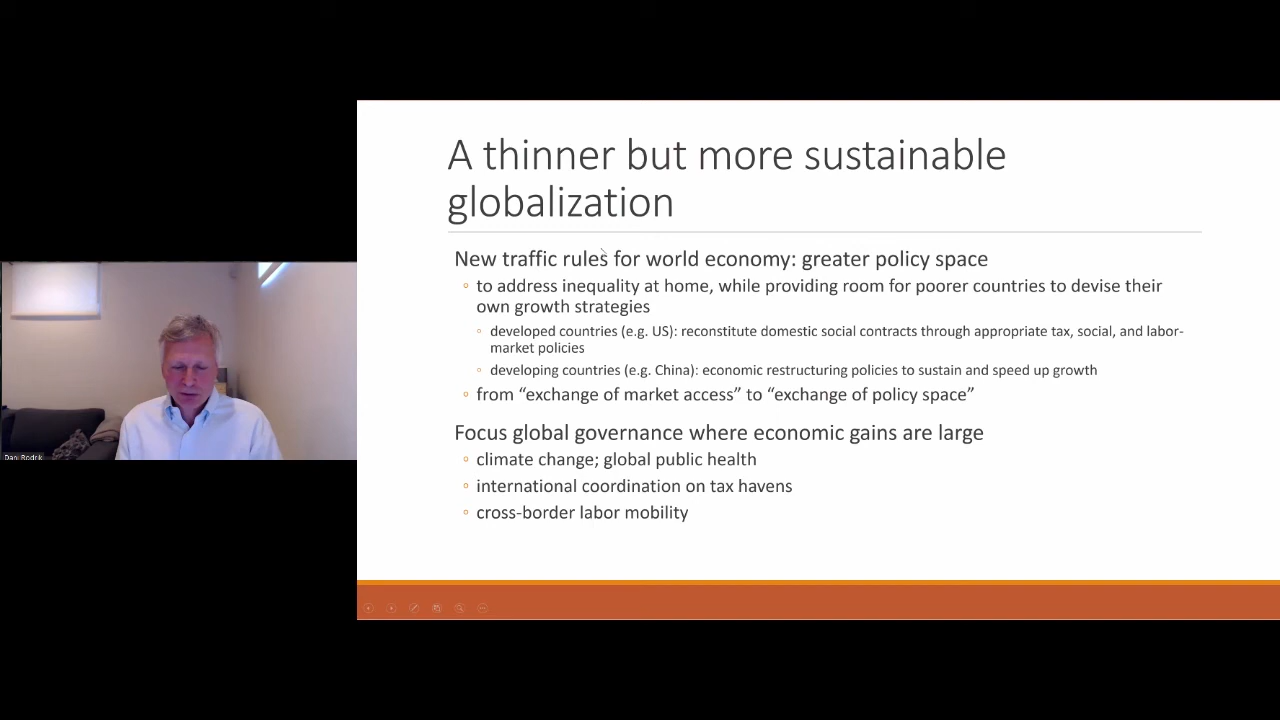 A thinner but more sustainable
globalization
New traffic rules for world economy: greater policy space
to address inequality at home, while providing room for poorer countries to devise their
own growth strategies
developed countries (e.g. US): reconstitute domestic social contracts through appropriate tax, social, and labor-
market policies
developing countries (e.g. China): economic restructuring policies to sustain and speed up growth
from “exchange of market access” to “exchange of policy space”
Focus global governance where economic gains are large
climate change; global public health
international coordination on tax havens
cross-border labor mobility
Dani Rodrik